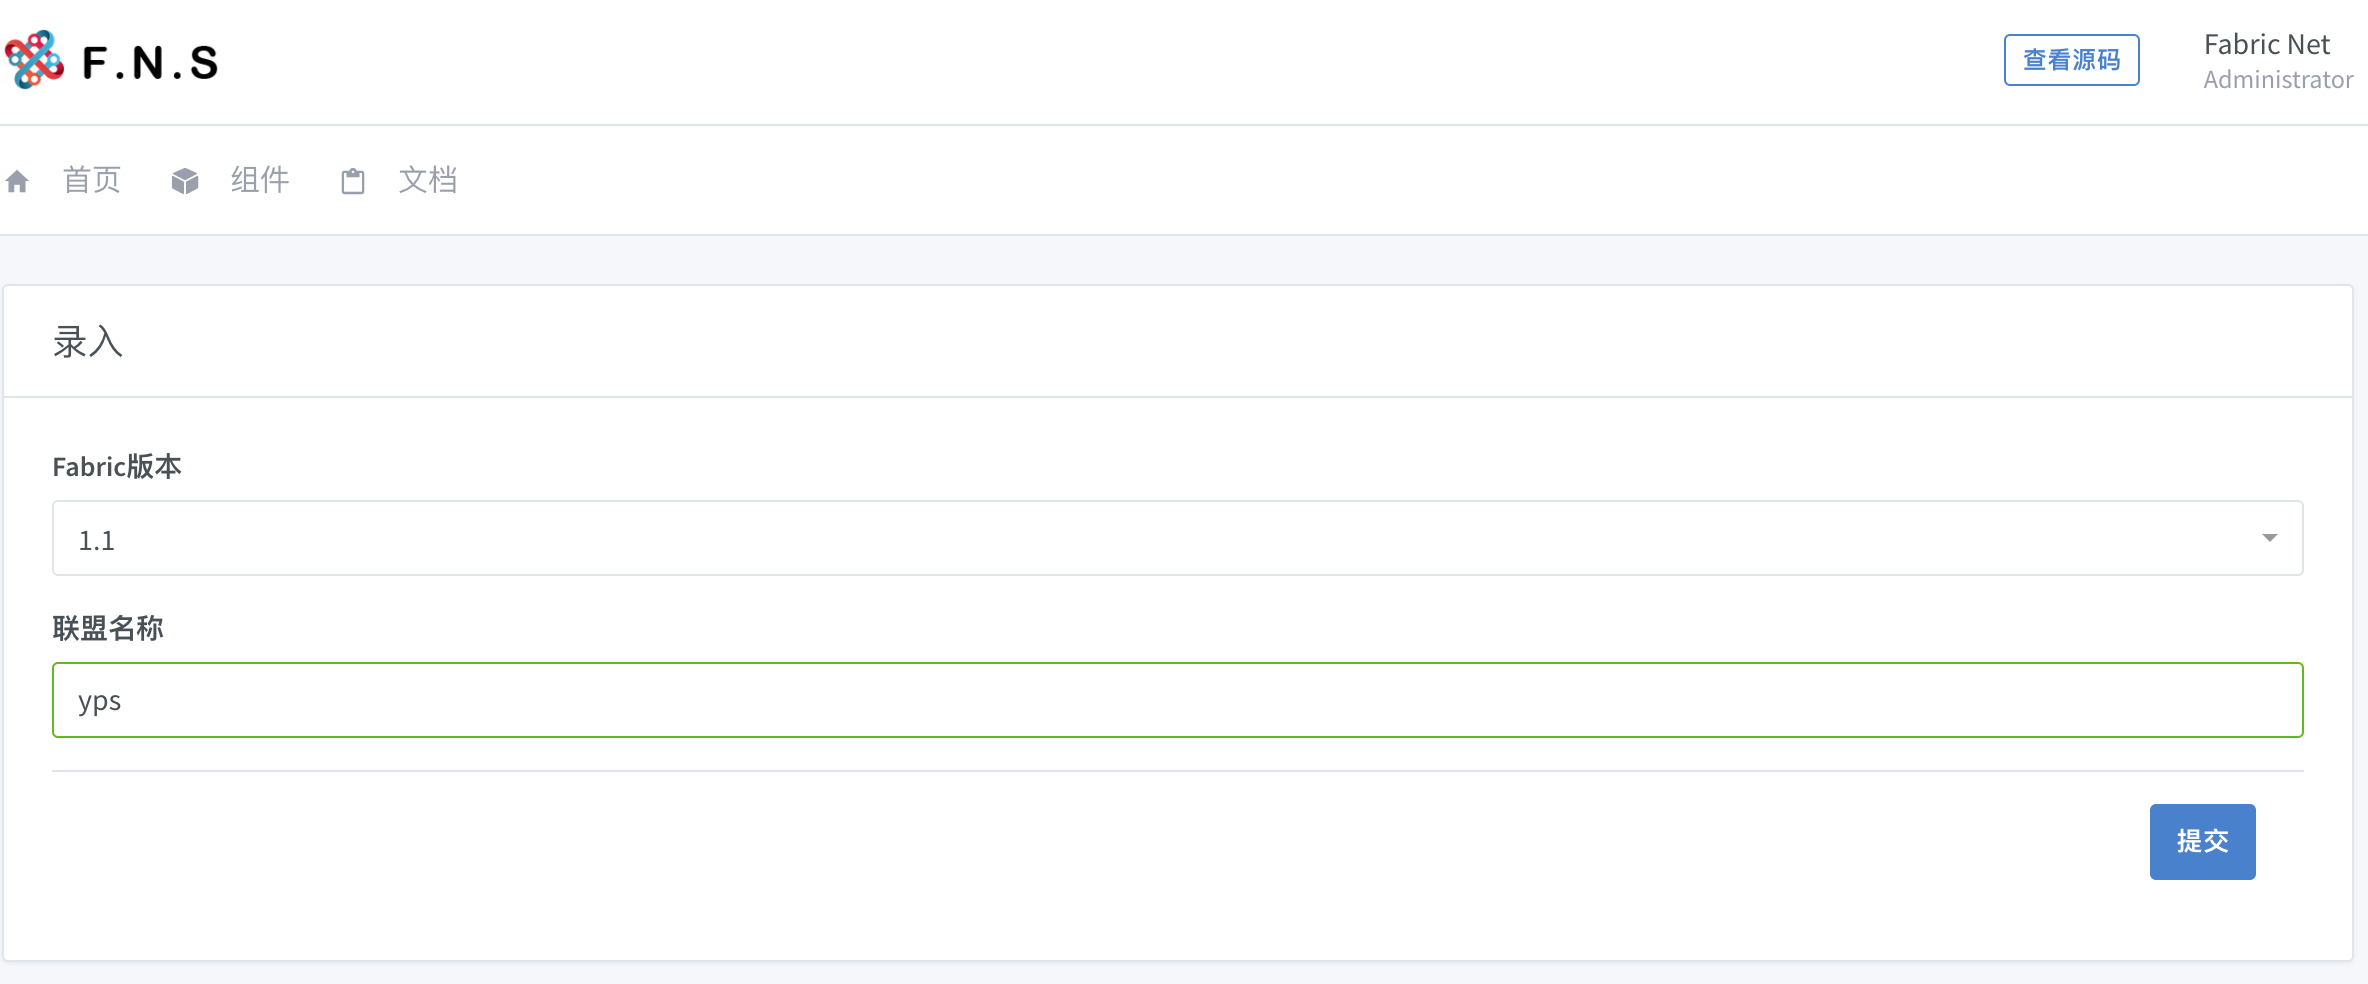 F.N.S
查看源码
Fabric Net
Administrator
首页
组件
文档
录入
Fabric版本
1.1
联盟名称
yps
提交